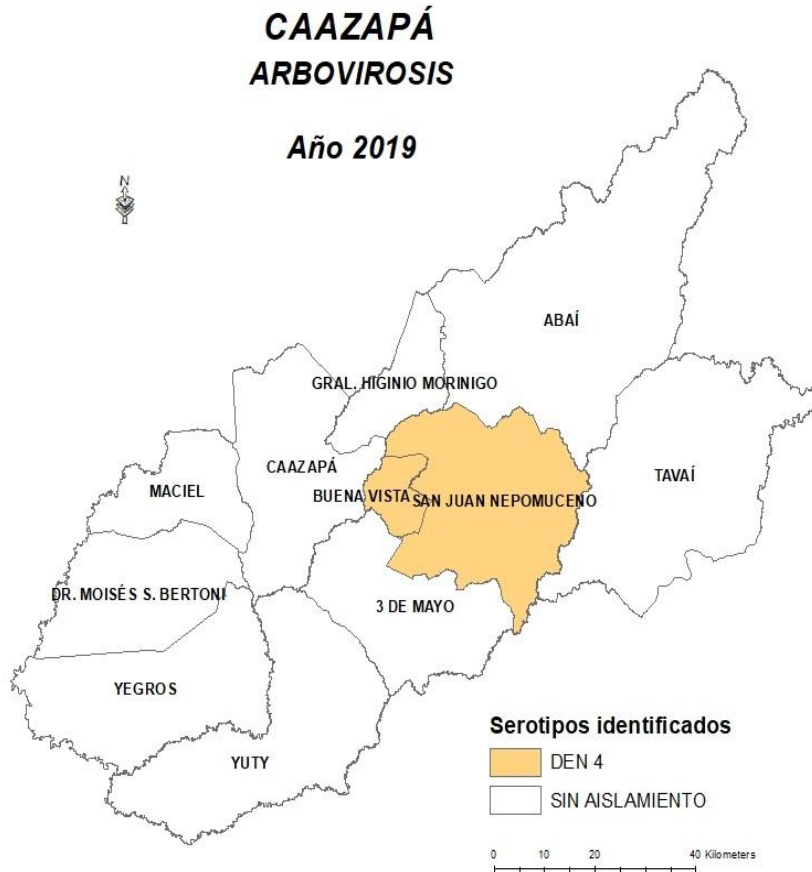 CAAZAPÁ
ARBOVIROSIS
Año 2019
N
ABAÍ
GRAL. HIGINIO MORINIGO
CAAZAPÁ
TAVAÍ
MACIEL
BUENA VISTA
SAN JUAN NEPOMUCENO
DR. MOISÉS S. BERTONI
3 DE MAYO
YEGROS
YUTY
Serotipos identificados
DEN 4
SIN AISLAMIENTO
0 10 20 40 Kilometers